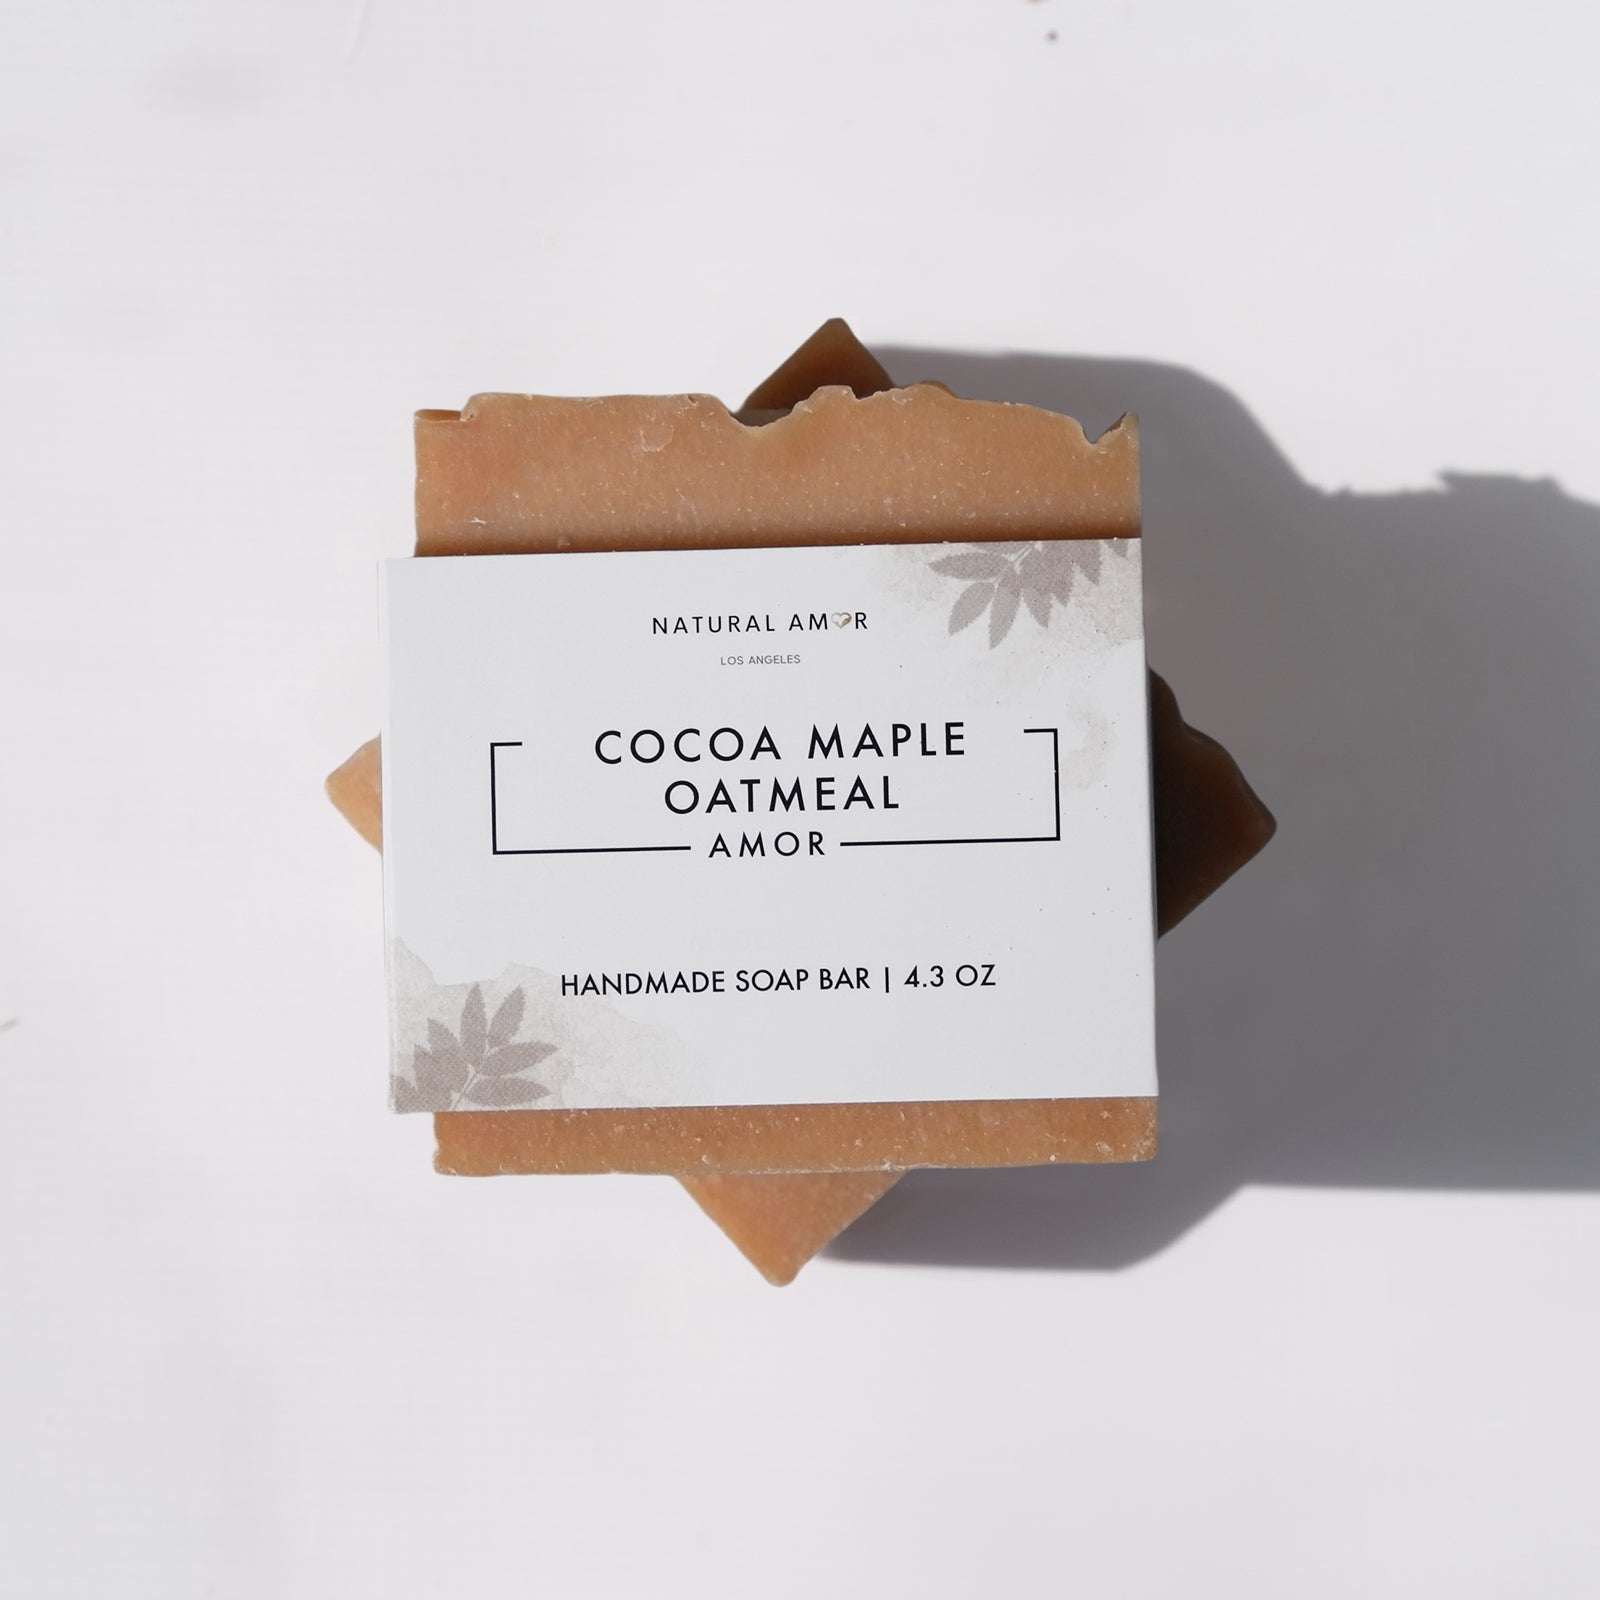 NATURAL AMOR
LOS ANGELES
COCOA MAPLE
OATMEAL
AMOR
HANDMADE SOAP BAR | 4.3 OZ